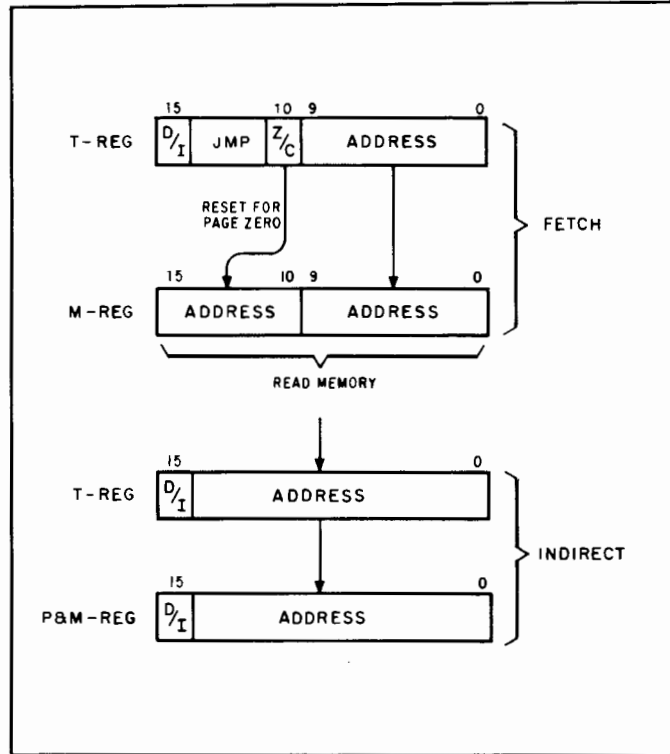 15 10 9 0
T-REG D/I JMP Z/C ADDRESS
RESET FOR
PAGE ZERO
FETCH
15 10 9 0
M-REG ADDRESS ADDRESS
READ MEMORY
15 0
T-REG D/I ADDRESS
INDIRECT
15 0
P&M-REG D/I ADDRESS